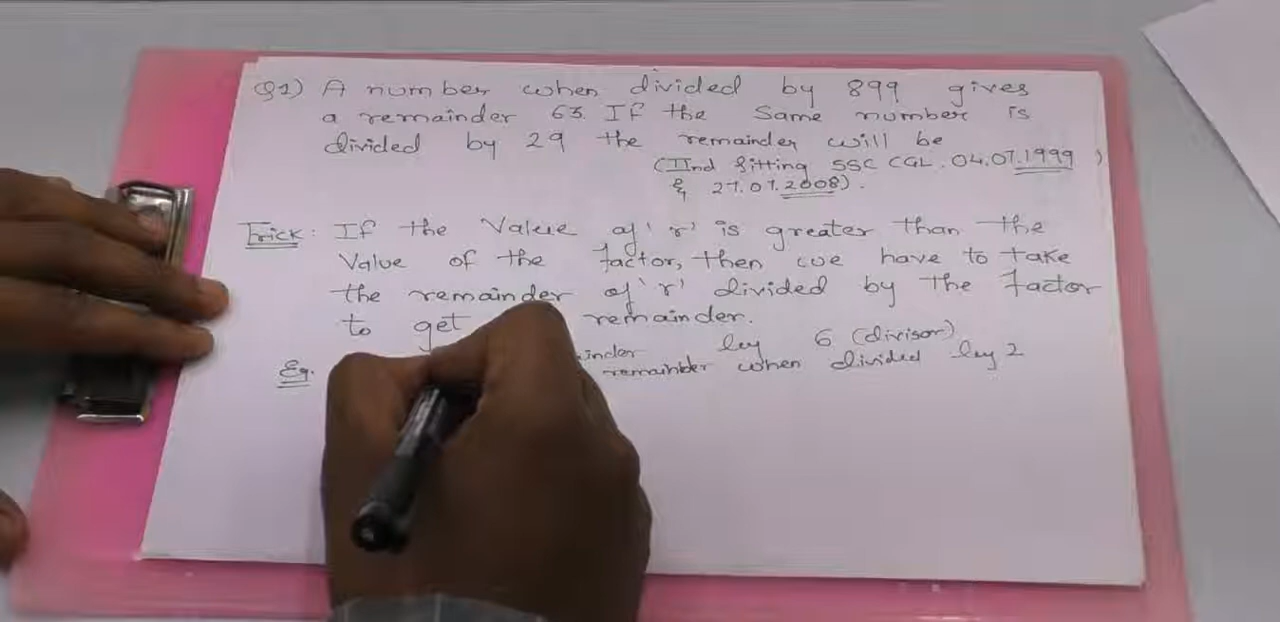 Q1) A number when divided by 899 gives
a remainder 63. If the same number is
divided by 29 the remainder will be
(IInd Sitting SSC CGL. 04.07.1999)
& 27.07.2008).
Trick: If the Value of 'r' is greater than the
Value of the factor, then we have to take
the remainder of 'r' divided by the factor
to get remainder.
Eg. inder by 6 (divisor)
remainder when divided by 2